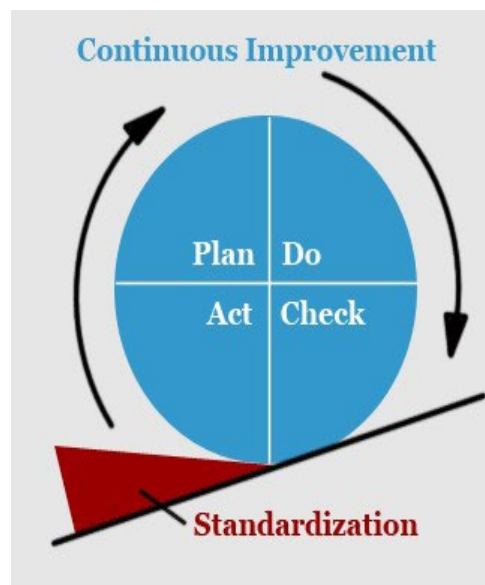 Continuous Improvement
Plan Do
Act Check
Standardization